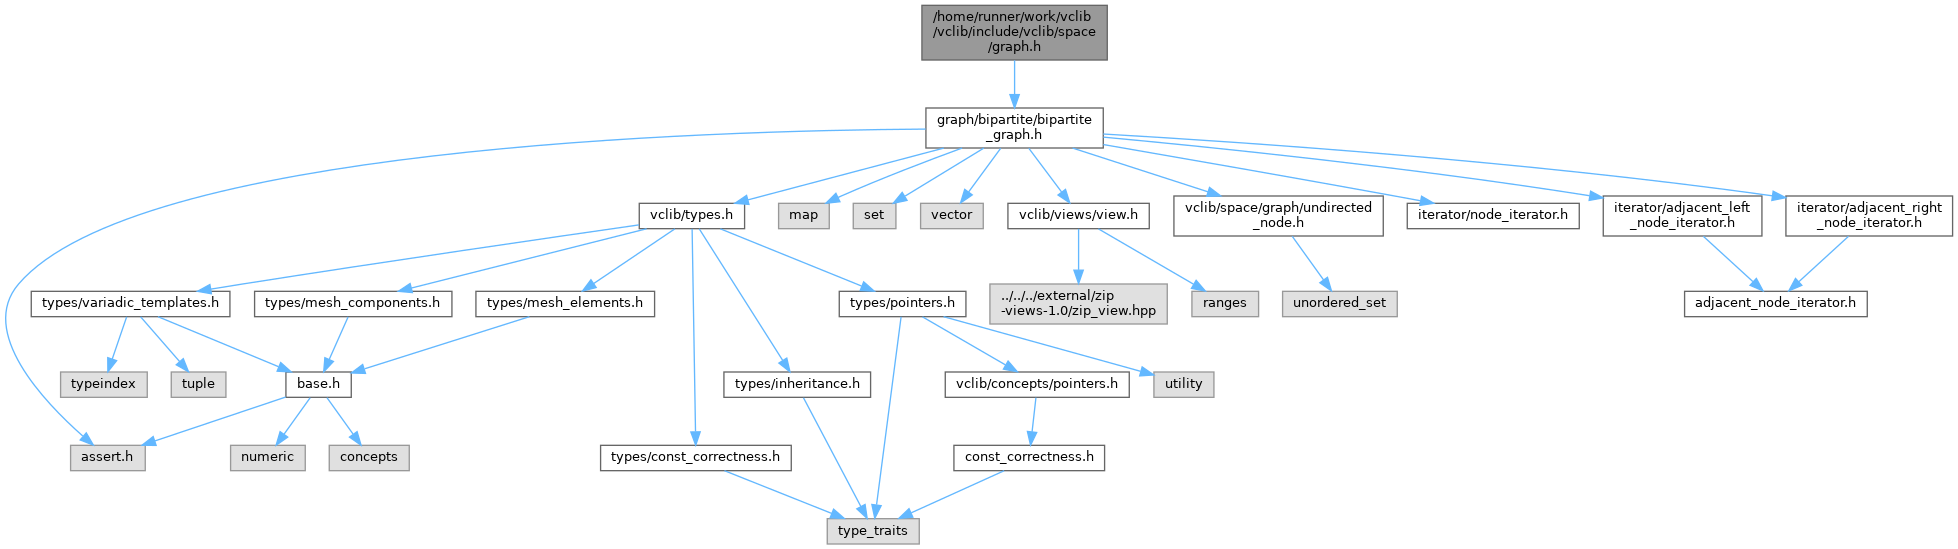 /home/runner/work/vclib
/vclib/include/vclib/space
/graph.h
graph/bipartite/bipartite
_graph.h
vclib/types.h
map
set
vector
vclib/views/view.h
vclib/space/graph/undirected
_node.h
iterator/node_iterator.h
iterator/adjacent_left
_node_iterator.h
iterator/adjacent_right
_node_iterator.h
types/variadic_templates.h
types/mesh_components.h
types/mesh_elements.h
types/pointers.h
../../../external/zip
-views-1.0/zip_view.hpp
ranges
unordered_set
adjacent_node_iterator.h
typeindex
tuple
base.h
types/inheritance.h
vclib/concepts/pointers.h
utility
assert.h
numeric
concepts
types/const_correctness.h
const_correctness.h
type_traits